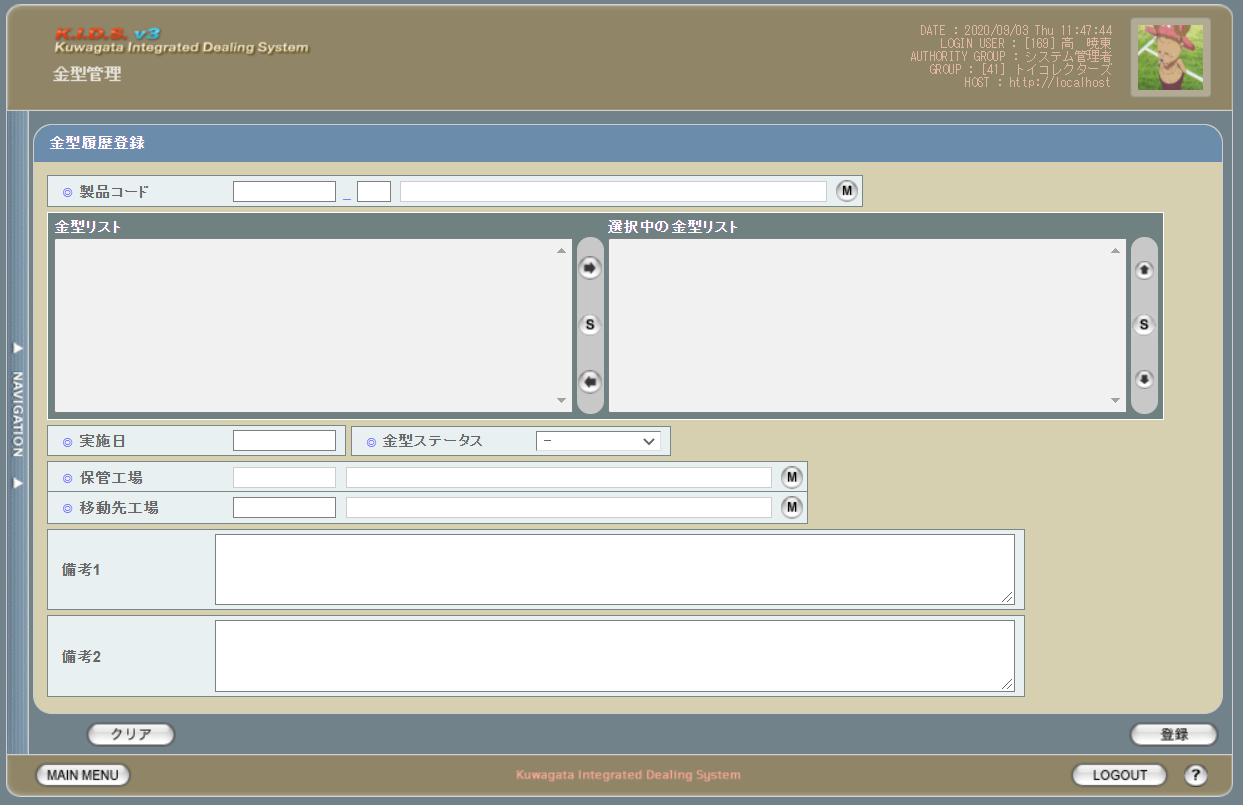 K.I.D.S. v3
Kuwagata Integrated Dealing System
金型管理
DATE : 2020/09/03 Thu 11:47:44
LOGIN USER : [169] 高　暁東
AUTHORITY GROUP : システム管理者
GROUP : [41] トイコレクターズ
HOST : http://localhost
NAVIGATION
金型履歴登録
◎ 製品コード _ M
金型リスト
選択中の金型リスト
S
S
◎ 実施日
◎ 金型ステータス －
◎ 保管工場 M
◎ 移動先工場 M
備考1
備考2
クリア
登録
MAIN MENU
Kuwagata Integrated Dealing System
LOGOUT
?